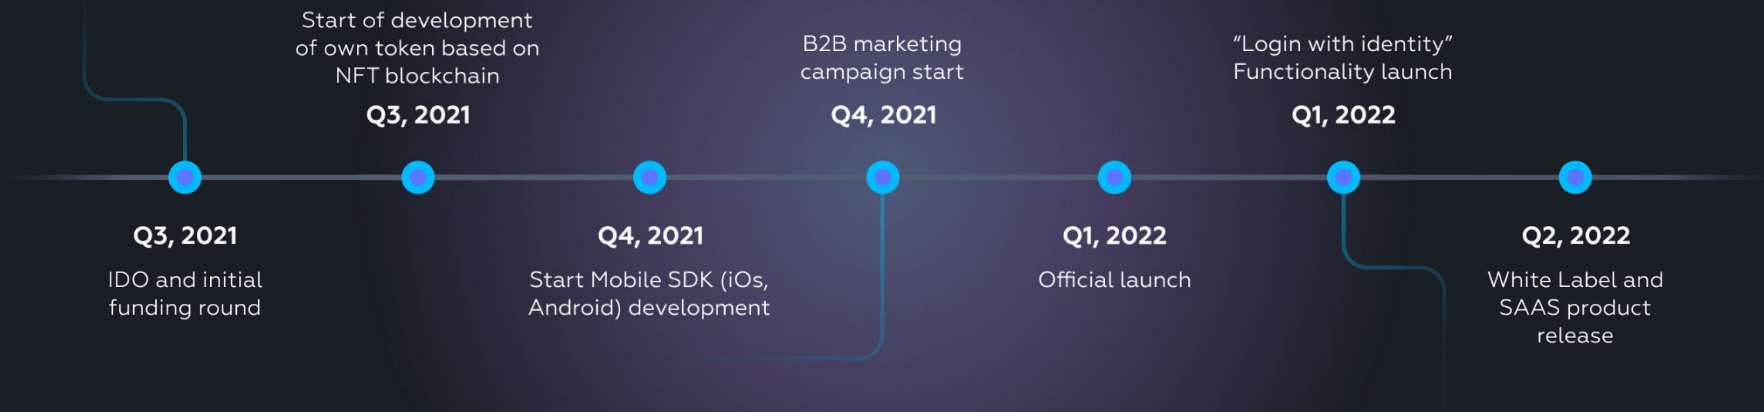 Start of development
of own token based on
NFT blockchain
Q3, 2021
B2B marketing
campaign start
Q4, 2021
“Login with identity”
Functionality launch
Q1, 2022
Q3, 2021
IDO and initial
funding round
Q4, 2021
Start Mobile SDK (iOs,
Android) development
Q1, 2022
Official launch
Q2, 2022
White Label and
SAAS product
release